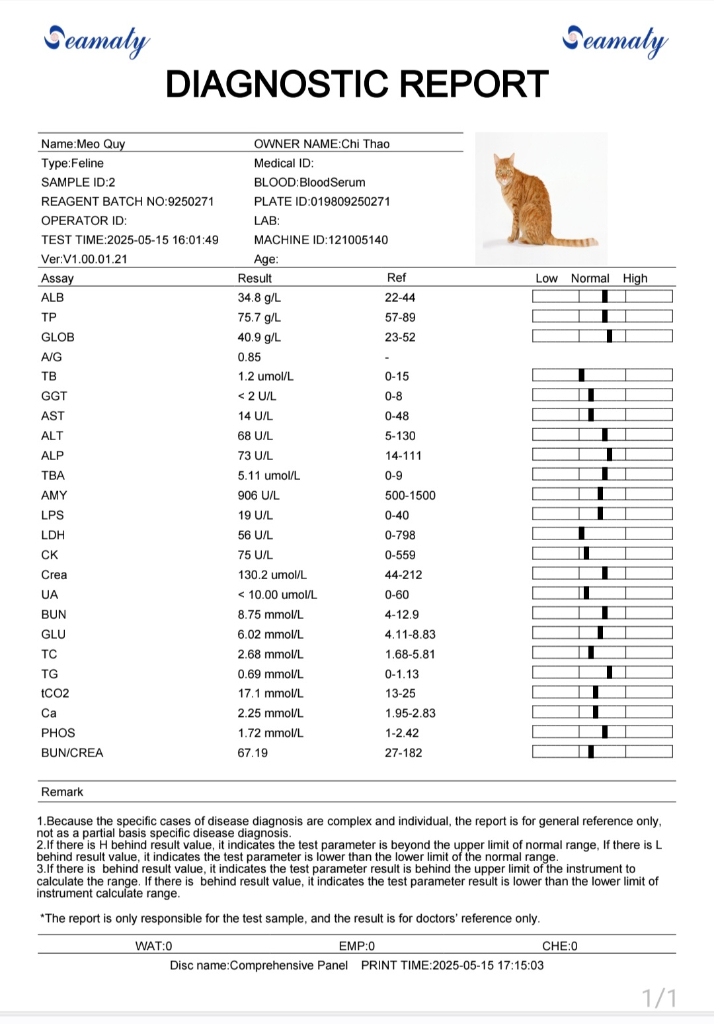 Seamaty Seamaty
DIAGNOSTIC REPORT
Name:Meo Quy OWNER NAME:Chi Thao
Type:Feline Medical ID:
SAMPLE ID:2 BLOOD:BloodSerum
REAGENT BATCH NO:9250271 PLATE ID:019809250271
OPERATOR ID: LAB:
TEST TIME:2025-05-15 16:01:49 MACHINE ID:121005140
Ver:V1.00.01.21 Age:
Assay Result Ref Low Normal High
ALB 34.8 g/L 22-44
TP 75.7 g/L 57-89
GLOB 40.9 g/L 23-52
A/G 0.85 -
TB 1.2 umol/L 0-15
GGT < 2 U/L 0-8
AST 14 U/L 0-48
ALT 68 U/L 5-130
ALP 73 U/L 14-111
TBA 5.11 umol/L 0-9
AMY 906 U/L 500-1500
LPS 19 U/L 0-40
LDH 56 U/L 0-798
CK 75 U/L 0-559
Crea 130.2 umol/L 44-212
UA < 10.00 umol/L 0-60
BUN 8.75 mmol/L 4-12.9
GLU 6.02 mmol/L 4.11-8.83
TC 2.68 mmol/L 1.68-5.81
TG 0.69 mmol/L 0-1.13
tCO2 17.1 mmol/L 13-25
Ca 2.25 mmol/L 1.95-2.83
PHOS 1.72 mmol/L 1-2.42
BUN/CREA 67.19 27-182
Remark
1.Because the specific cases of disease diagnosis are complex and individual, the report is for general reference only,
not as a partial basis specific disease diagnosis.
2.If there is H behind result value, it indicates the test parameter is beyond the upper limit of normal range, If there is L
behind result value, it indicates the test parameter is lower than the lower limit of the normal range.
3.If there is  behind result value, it indicates the test parameter result is behind the upper limit of the instrument to
calculate the range. If there is  behind result value, it indicates the test parameter result is lower than the lower limit of
instrument calculate range.
*The report is only responsible for the test sample, and the result is for doctors' reference only.
WAT:0 EMP:0 CHE:0
Disc name:Comprehensive Panel PRINT TIME:2025-05-15 17:15:03
1/1